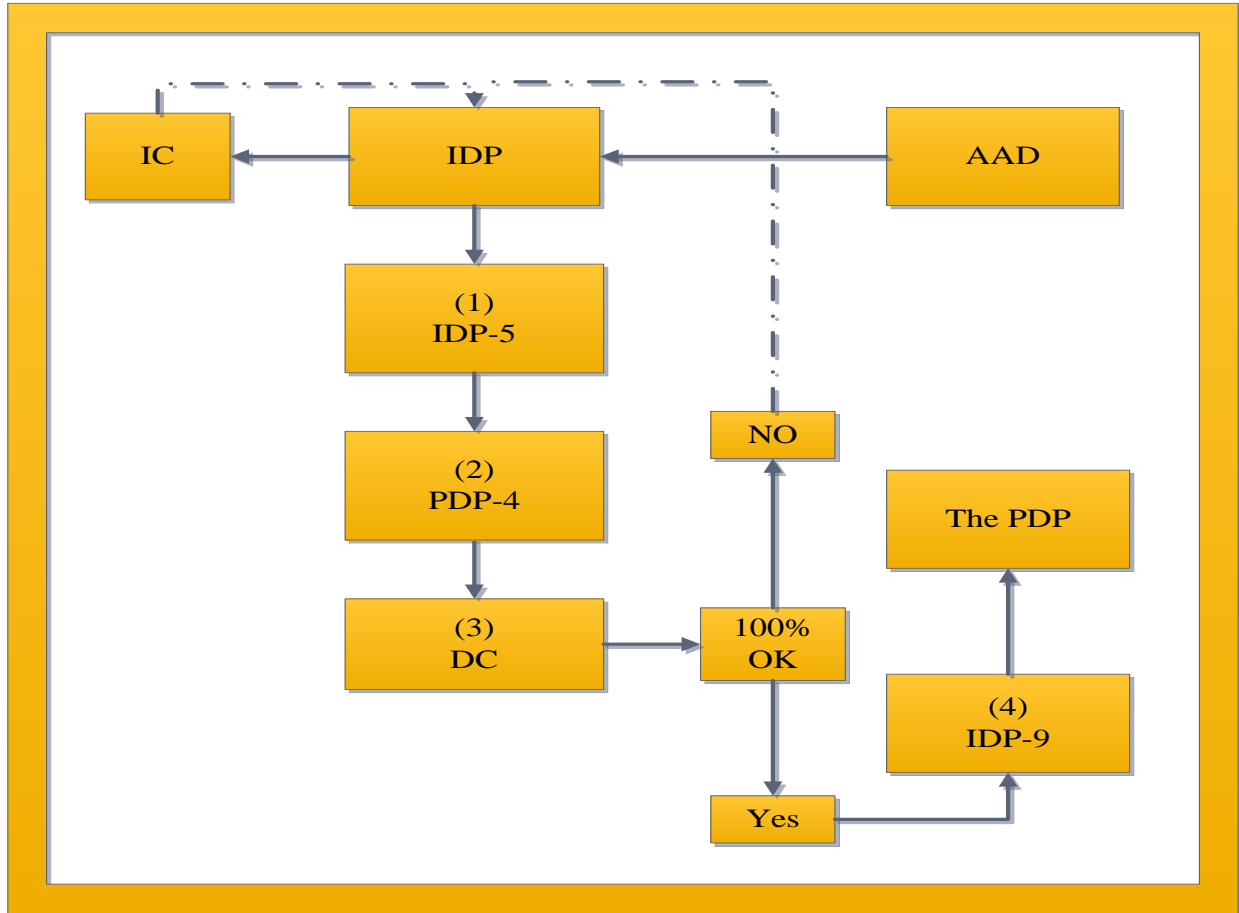 IC
IDP
AAD
(1)
IDP-5
(2)
PDP-4
NO
The PDP
(3)
DC
100%
OK
(4)
IDP-9
Yes